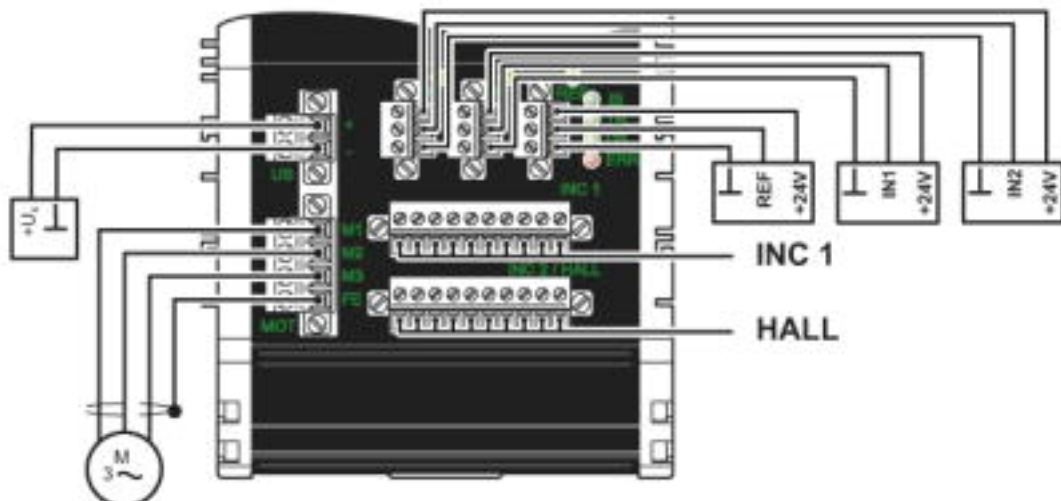 +
-
UB
M1
M2
M3
FE
MOT
ERR
INC 1
INC 2 / HALL
INC 1
HALL
⊥ REF +24V
⊥ IN1 +24V
⊥ IN2 +24V
⊥
M
3 ~